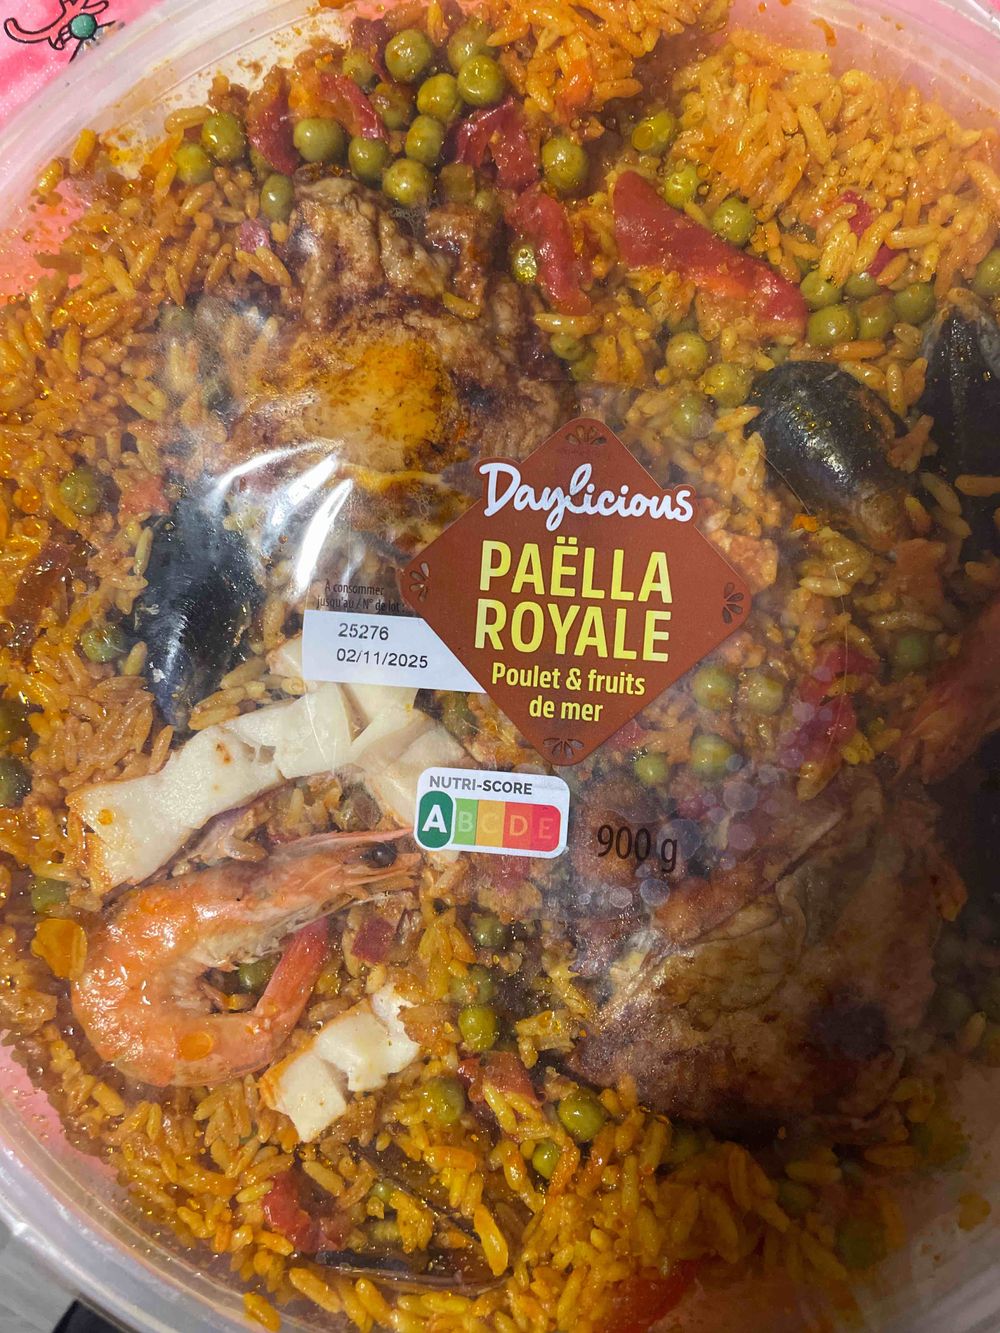 Daylicious
PAËLLA
ROYALE
Poulet & fruits
de mer
À consommer
jusqu'au / N° de lot :
25276
02/11/2025
NUTRI-SCORE
A B C D E
900 g